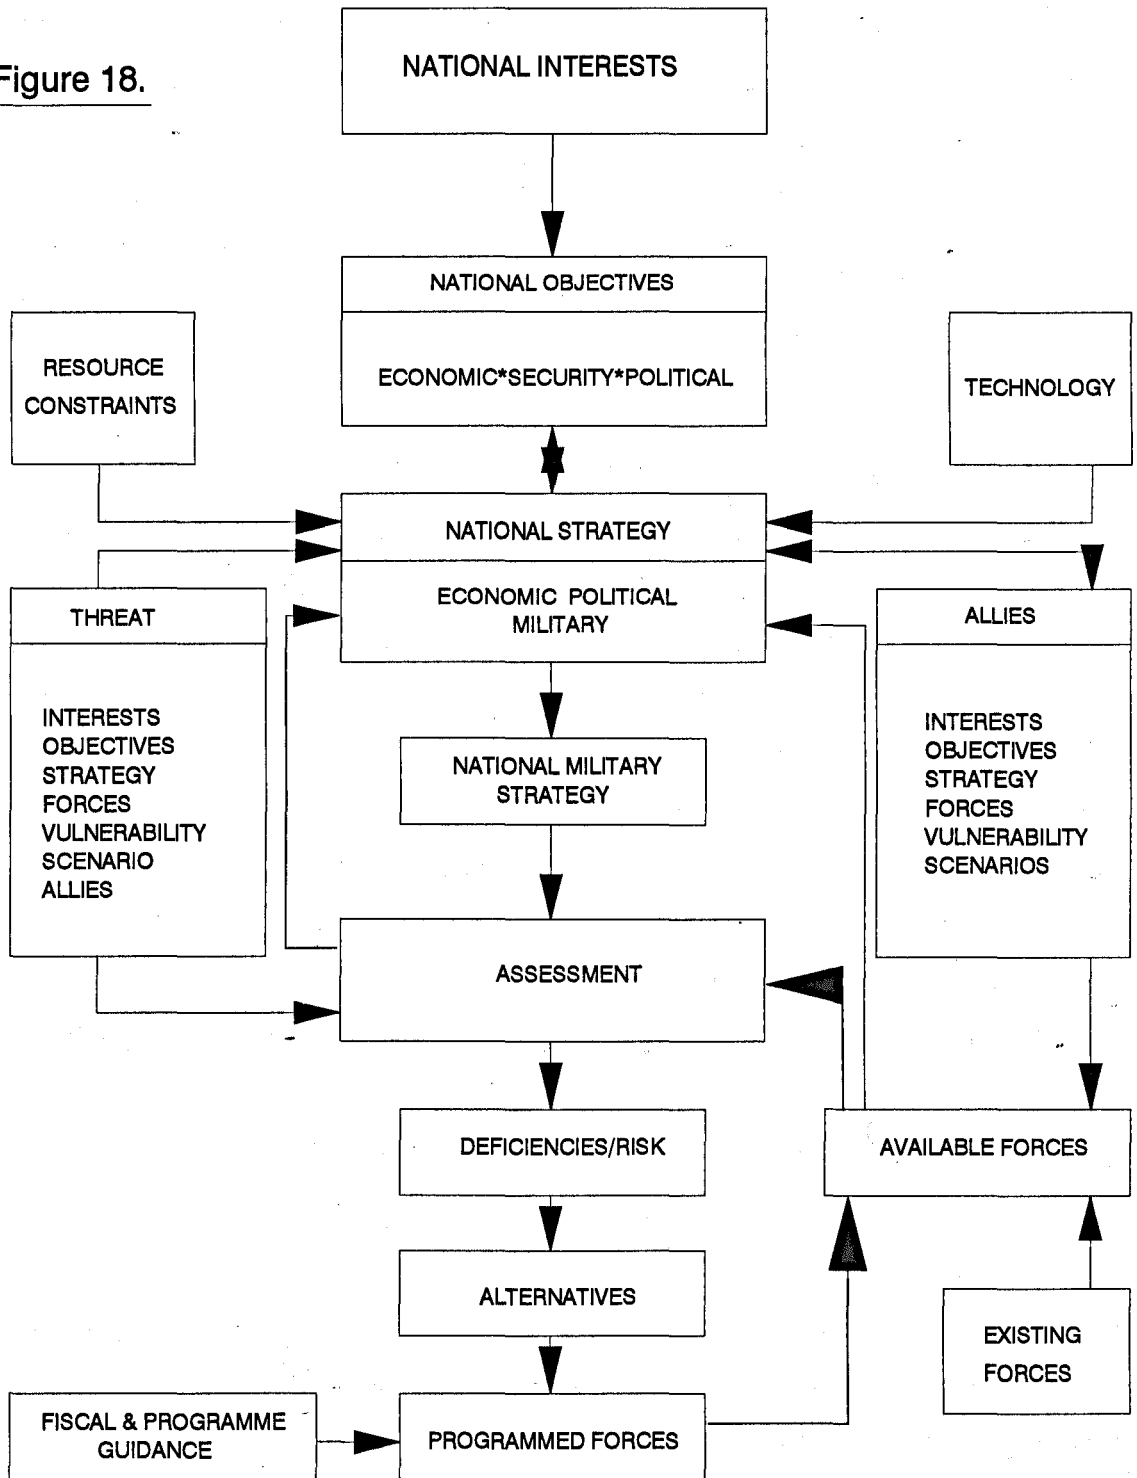 Figure 18.
NATIONAL INTERESTS
NATIONAL OBJECTIVES
ECONOMIC*SECURITY*POLITICAL
RESOURCE
CONSTRAINTS
TECHNOLOGY
NATIONAL STRATEGY
ECONOMIC POLITICAL
MILITARY
THREAT
INTERESTS
OBJECTIVES
STRATEGY
FORCES
VULNERABILITY
SCENARIO
ALLIES
ALLIES
INTERESTS
OBJECTIVES
STRATEGY
FORCES
VULNERABILITY
SCENARIOS
NATIONAL MILITARY
STRATEGY
ASSESSMENT
DEFICIENCIES/RISK
AVAILABLE FORCES
ALTERNATIVES
EXISTING
FORCES
FISCAL & PROGRAMME
GUIDANCE
PROGRAMMED FORCES